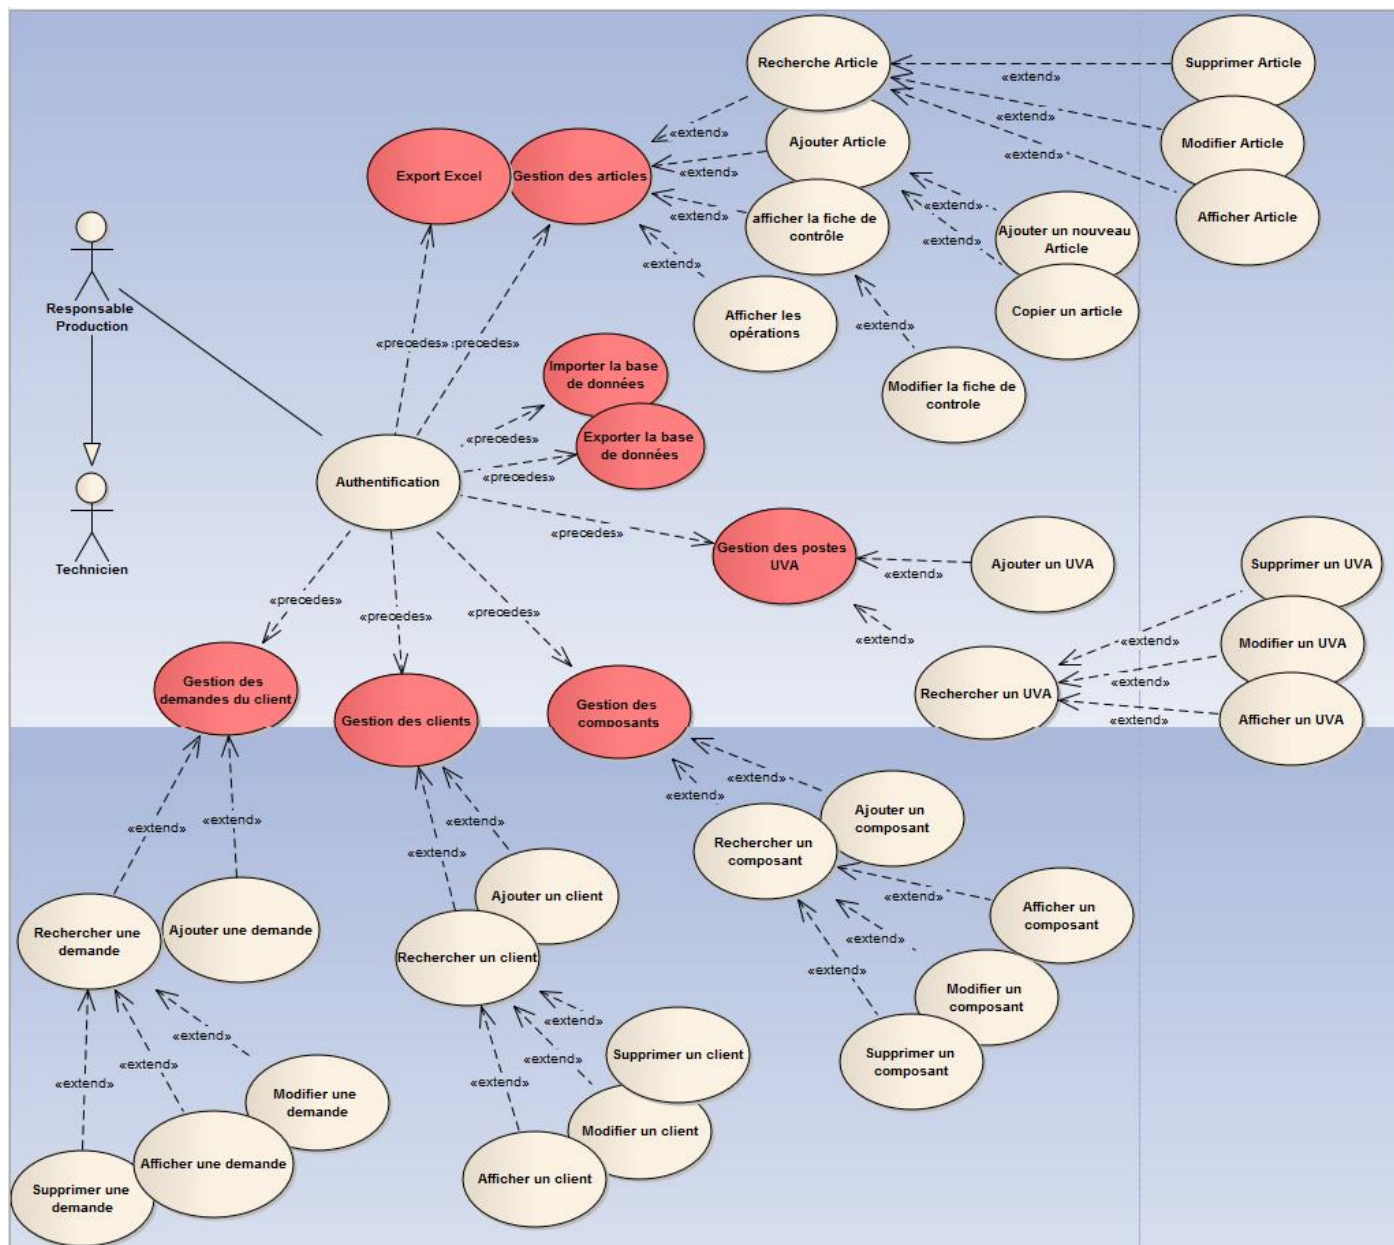 Recherche Article
«extend»
Supprimer Article
«extend»
Modifier Article
«extend»
Afficher Article
«extend»
Ajouter Article
«extend»
Export Excel
Gestion des articles
«extend»
afficher la fiche de
contrôle
«extend»
Ajouter un nouveau
Article
«extend»
Copier un article
«extend»
Afficher les
opérations
«extend»
Modifier la fiche de
controle
Responsable
Production
«precedes»
:precedes»
Importer la base
de données
«precedes»
Exporter la base
de données
«precedes»
Authentification
Technicien
«precedes»
Gestion des postes
UVA
«extend»
Ajouter un UVA
«extend»
Rechercher un UVA
«extend»
Supprimer un UVA
Modifier un UVA
«extend»
Afficher un UVA
«precedes»
«precedes»
«precedes»
Gestion des
demandes du client
Gestion des clients
Gestion des
composants
«extend»
«extend»
«extend»
«extend»
«extend»
«extend»
Rechercher une
demande
Ajouter une demande
Ajouter un client
Rechercher un client
Rechercher un
composant
Ajouter un
composant
«extend»
Afficher un
composant
«extend»
Modifier un
composant
«extend»
Supprimer un
composant
«extend»
«extend»
«extend»
Modifier une
demande
Afficher une demande
Supprimer une
demande
«extend»
«extend»
«extend»
Supprimer un client
Modifier un client
Afficher un client